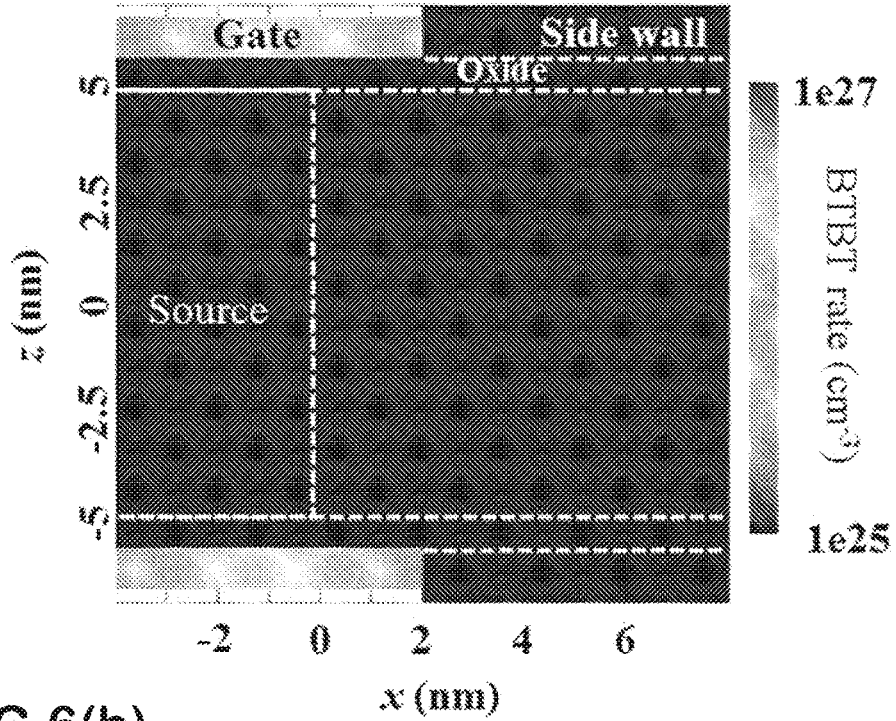 Gate
Side wall
Oxide
5
2.5
0
-2.5
-5
z (nm)
Source
1e27
BTBT rate (cm-3)
1e25
-2 0 2 4 6
x (nm)